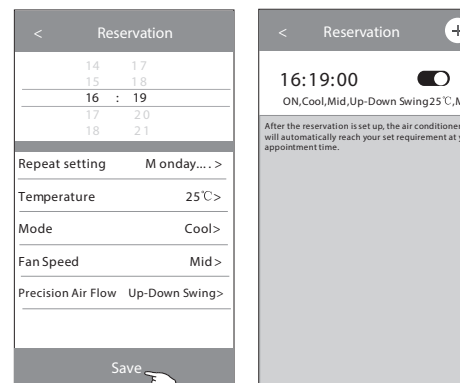 < Reservation
14 17
15 18
16 : 19
17 20
18 21
Repeat setting Monday.... >
Temperature 25℃>
Mode Cool>
Fan Speed Mid>
Precision Air Flow Up-Down Swing>
Save
< Reservation +
16:19:00
ON,Cool,Mid,Up-Down Swing25℃,M
After the reservation is set up, the air conditioner
will automatically reach your set requirement at
appointment time.